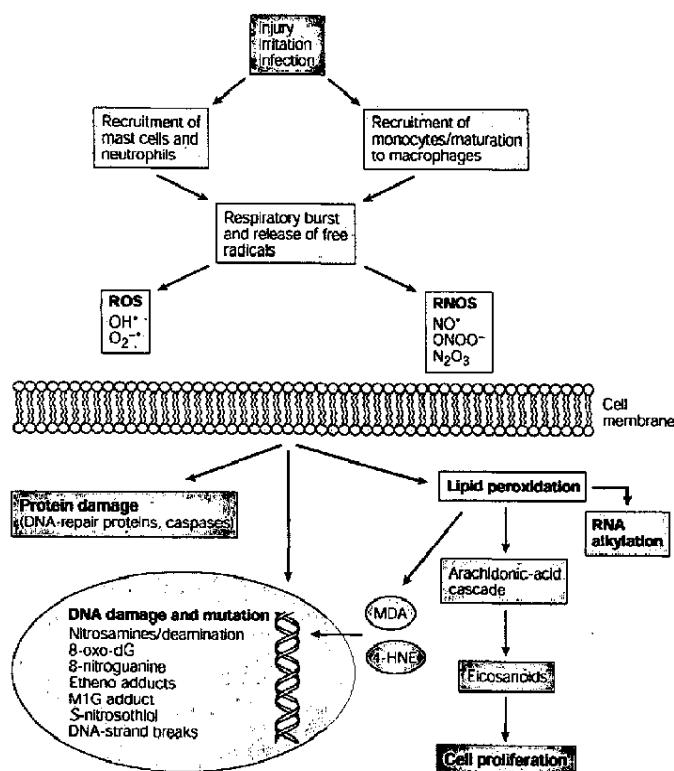 Injury
Irritation
Infection
Recruitment of
mast cells and
neutrophils
Recruitment of
monocytes/maturation
to macrophages
Respiratory burst
and release of free
radicals
ROS
OH•
O₂⁻•
RNOS
NO•
ONOO⁻
N₂O₃
Cell
membrane
Protein damage
(DNA-repair proteins, caspases)
Lipid peroxidation
RNA
alkylation
Arachidonic-acid
cascade
MDA
4-HNE
DNA damage and mutation
Nitrosamines/deamination
8-oxo-dG
8-nitroguanine
Etheno adducts
M1G adduct
S-nitrosothiol
DNA-strand breaks
Eicosanoids
Cell proliferation